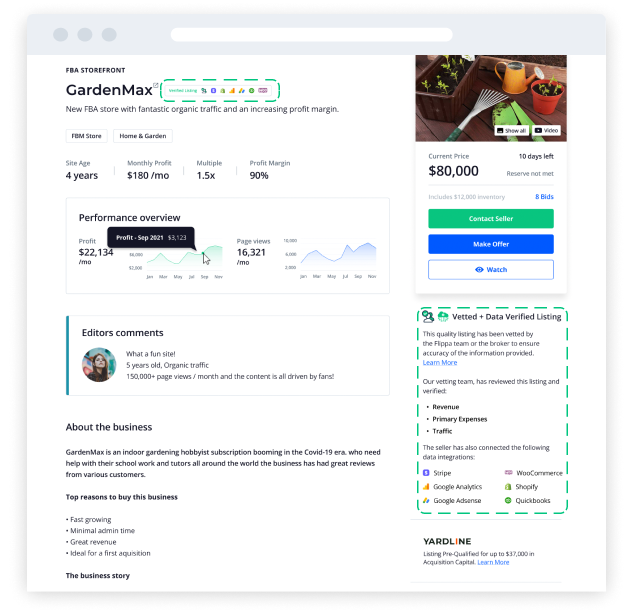 FBA STOREFRONT
GardenMax
Verified Listing
New FBA store with fantastic organic traffic and an increasing profit margin.
FBM Store
Home & Garden
Site Age
4 years
Monthly Profit
$180 /mo
Multiple
1.5x
Profit Margin
90%
Performance overview
Profit
$22,134
/mo
Profit - Sep 2021 $3,123
$6,000
$2,000
Jan Mar May Jul Sep Nov
Page views
16,321
/mo
10,000
6,000
2,000
Jan Mar May Jul Sep Nov
Editors comments
What a fun site!
5 years old, Organic traffic
150,000+ page views / month and the content is all driven by fans!
About the business
GardenMax is an indoor gardening hobbyist subscription booming in the Covid-19 era. who need
help with their school work and tutors all around the world the business has had great reviews
from various customers.
Top reasons to buy this business
• Fast growing
• Minimal admin time
• Great revenue
• Ideal for a first aquisition
The business story
Show all
Video
Current Price
10 days left
$80,000
Reserve not met
Includes $12,000 inventory
8 Bids
Contact Seller
Make Offer
Watch
Vetted + Data Verified Listing
This quality listing has been vetted by
the Flippa team or the broker to ensure
accuracy of the information provided.
Learn More
Our vetting team, has reviewed this listing and
verified:
• Revenue
• Primary Expenses
• Traffic
The seller has also connected the following
data integrations:
Stripe
WooCommerce
Google Analytics
Shopify
Google Adsense
Quickbooks
YARDLINE
Listing Pre-Qualified for up to $37,000 in
Acquisition Capital. Learn More